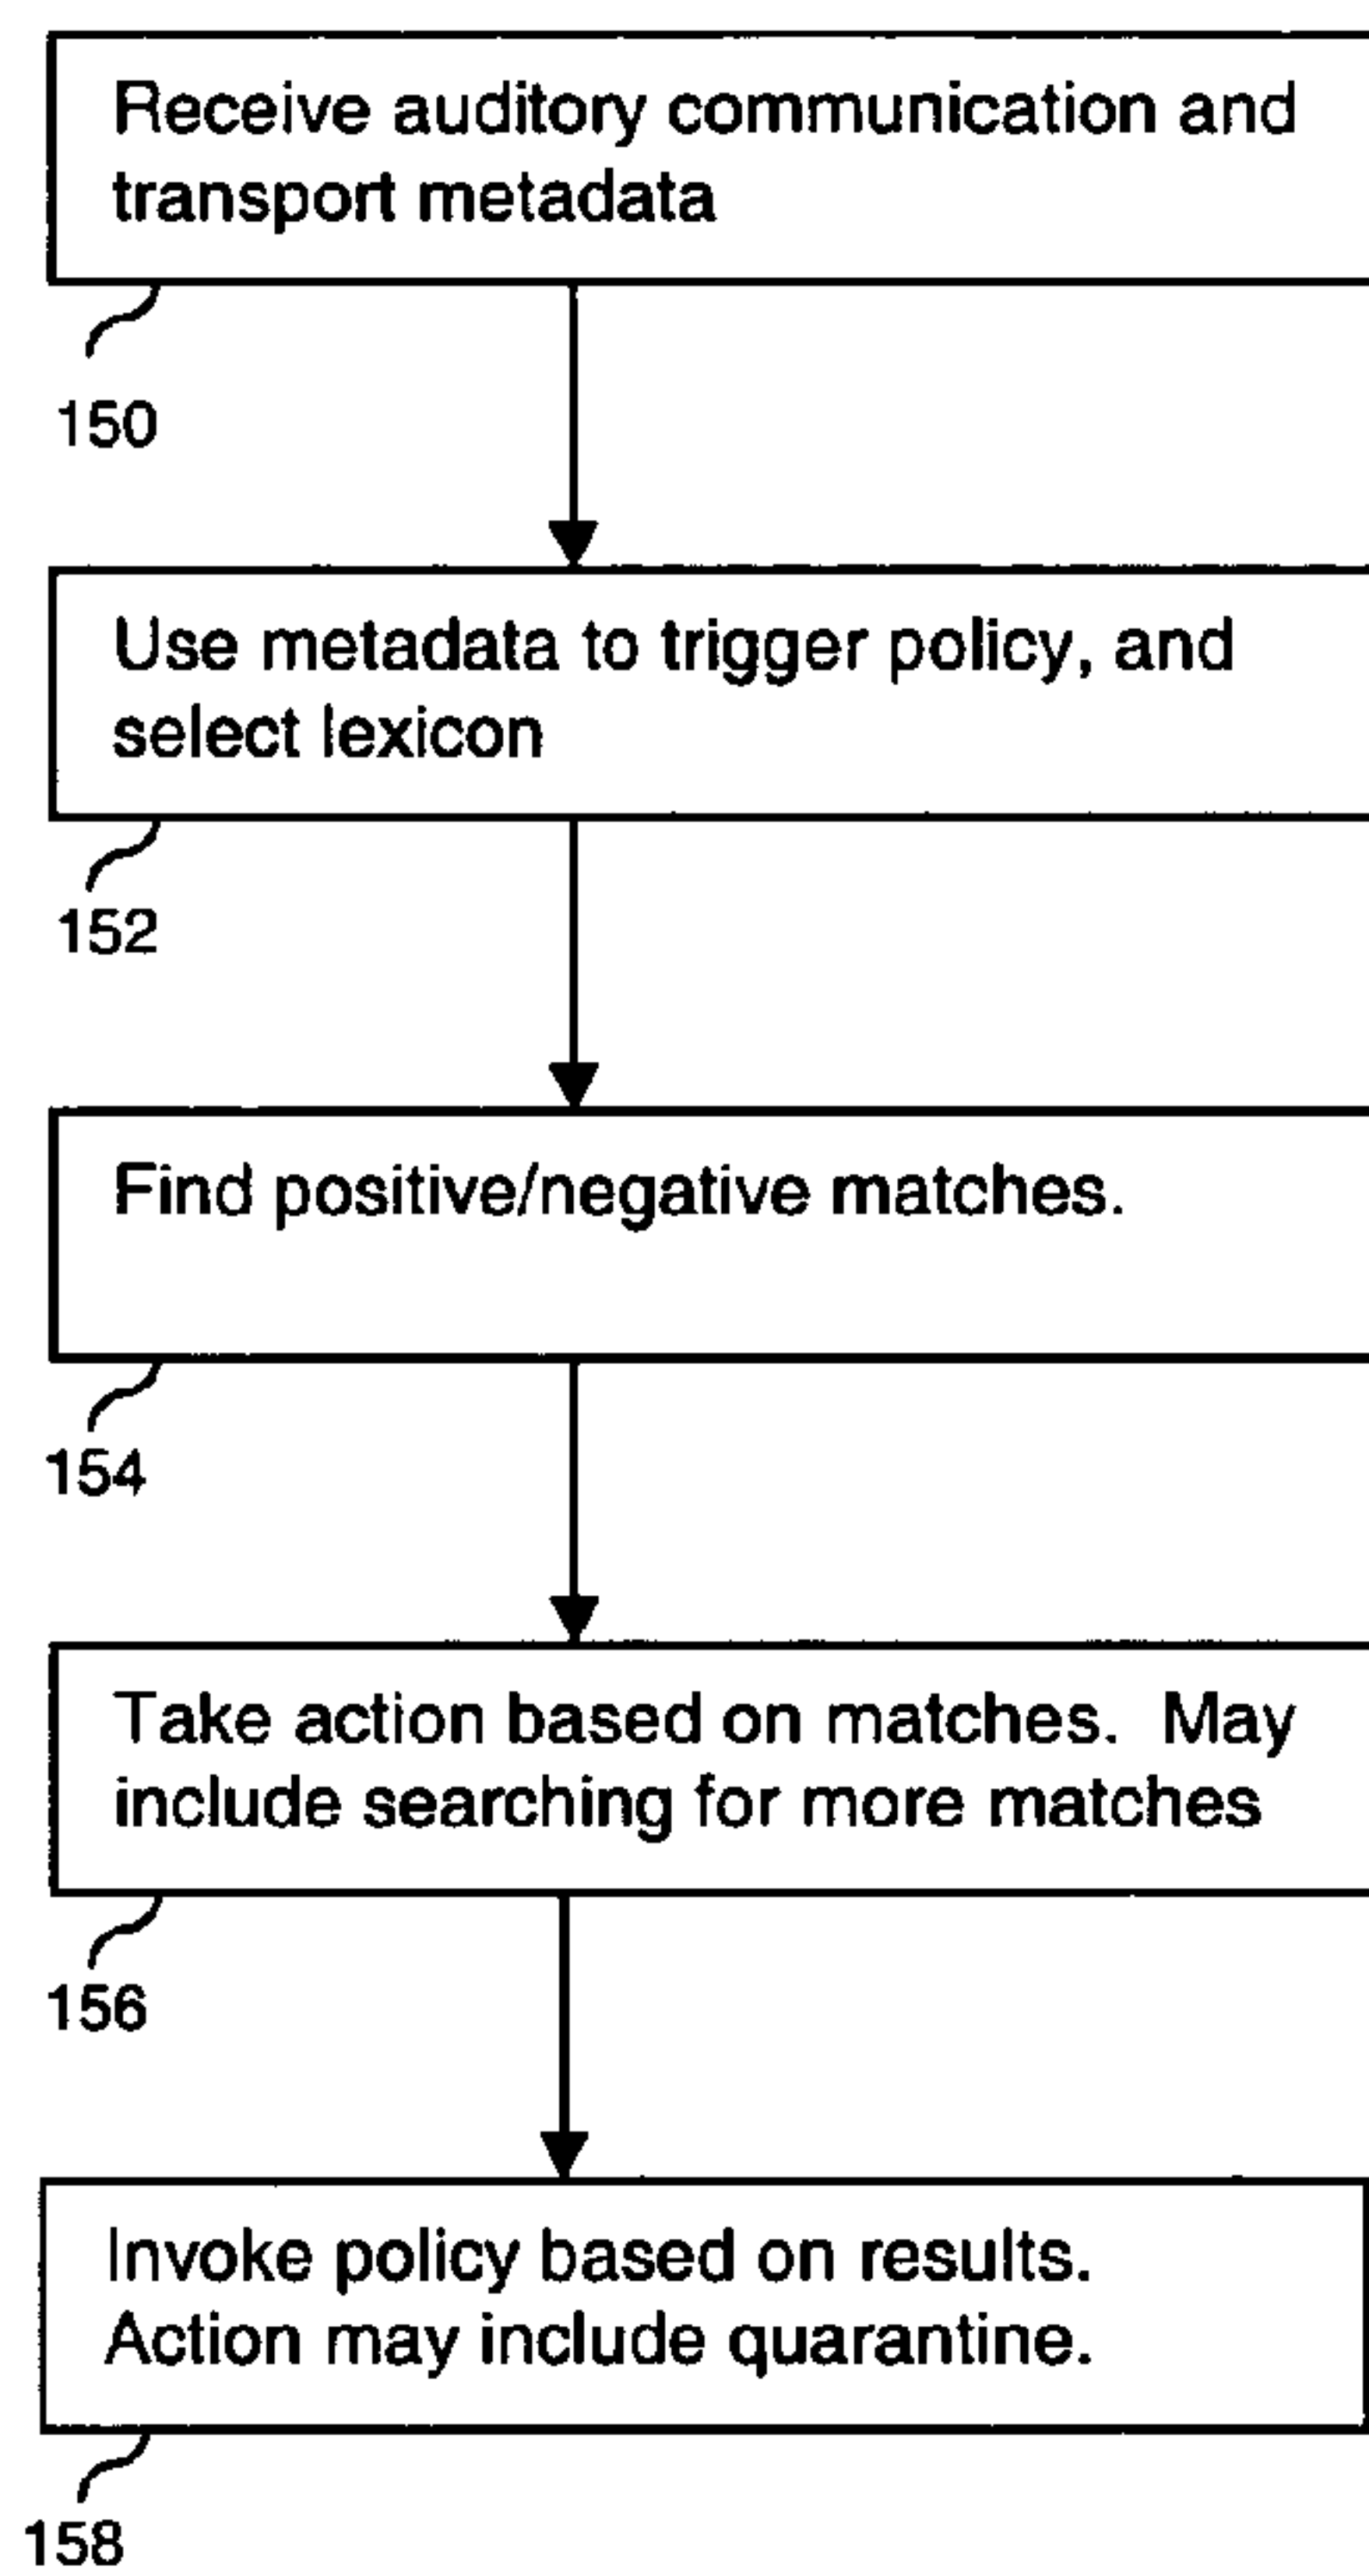 Receive auditory communication and
transport metadata
150
Use metadata to trigger policy, and
select lexicon
152
Find positive/negative matches.
154
Take action based on matches. May
include searching for more matches
156
Invoke policy based on results.
Action may include quarantine.
158